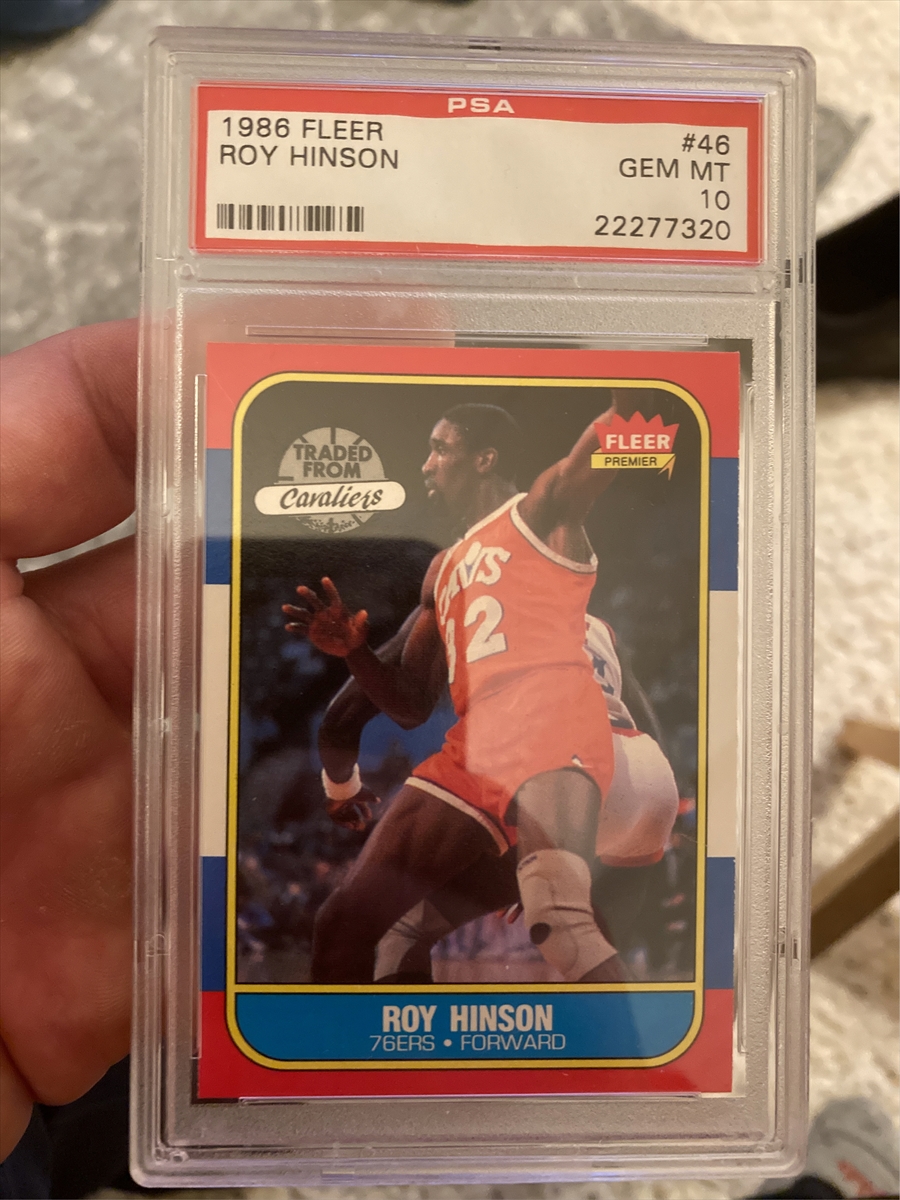 PSA
1986 FLEER
ROY HINSON
#46
GEM MT
10
22277320
TRADED
FROM
Cavaliers
FLEER
PREMIER
CAVS
32
ROY HINSON
76ERS • FORWARD